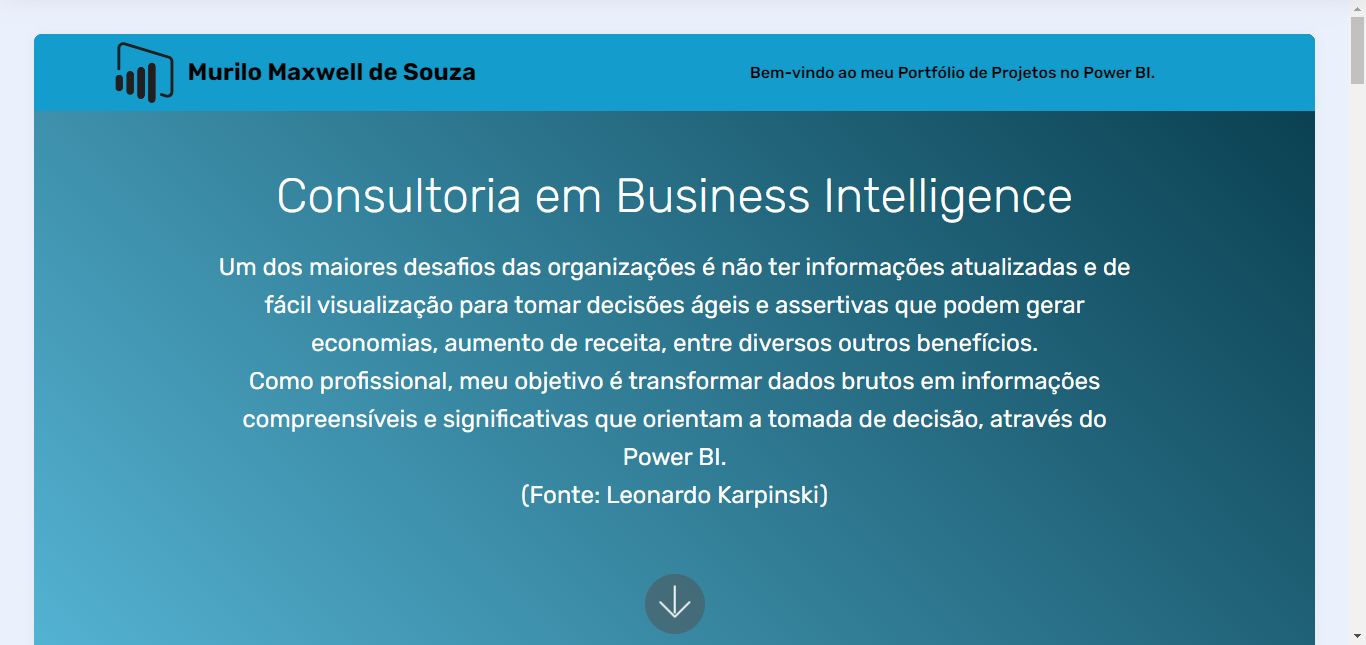 Murilo Maxwell de Souza
Bem-vindo ao meu Portfólio de Projetos no Power BI.
Consultoria em Business Intelligence
Um dos maiores desafios das organizações é não ter informações atualizadas e de
fácil visualização para tomar decisões ágeis e assertivas que podem gerar
economias, aumento de receita, entre diversos outros benefícios.
Como profissional, meu objetivo é transformar dados brutos em informações
compreensíveis e significativas que orientam a tomada de decisão, através do
Power BI.
(Fonte: Leonardo Karpinski)